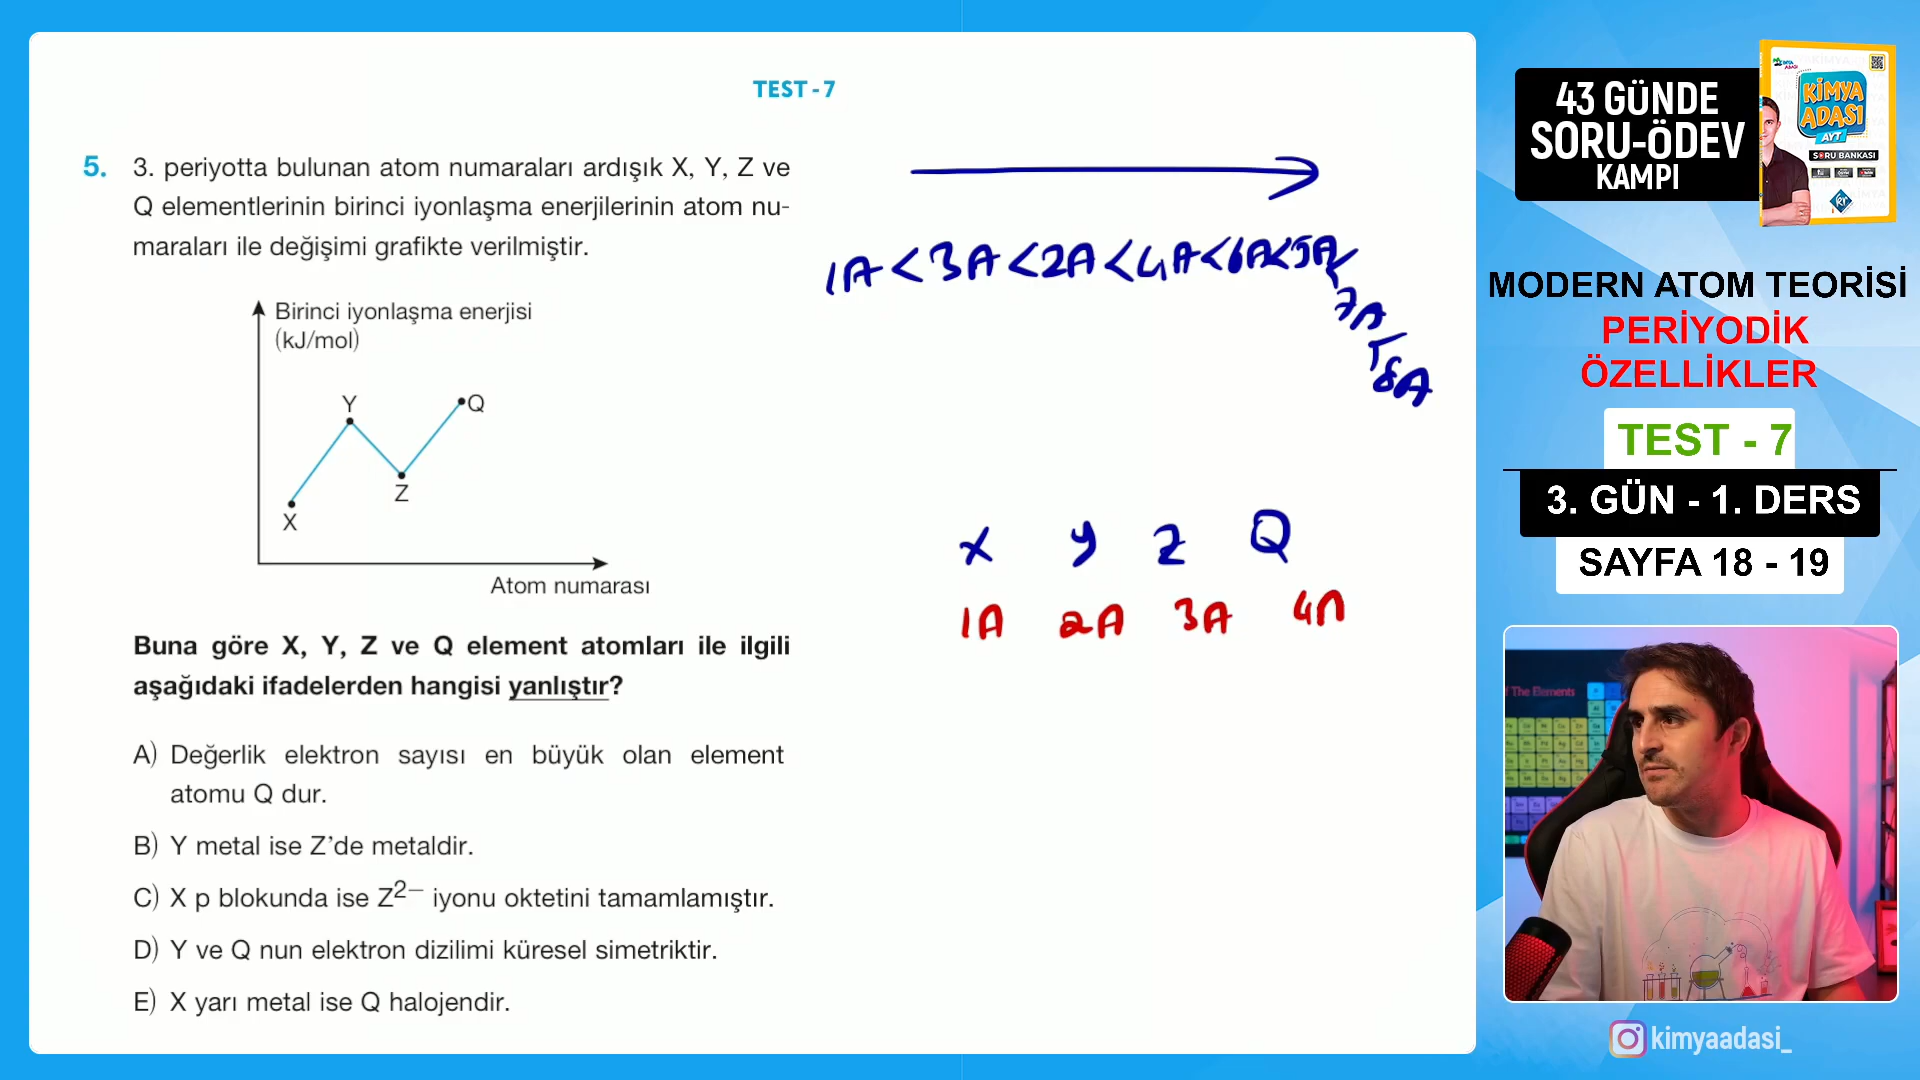 TEST - 7
5. 3. periyotta bulunan atom numaraları ardışık X, Y, Z ve
Q elementlerinin birinci iyonlaşma enerjilerinin atom nu-
maraları ile değişimi grafikte verilmiştir.
Birinci iyonlaşma enerjisi
(kJ/mol)
Y
Q
Z
X
Atom numarası
Buna göre X, Y, Z ve Q element atomları ile ilgili
aşağıdaki ifadelerden hangisi yanlıştır?
A) Değerlik elektron sayısı en büyük olan element
atomu Q dur.
B) Y metal ise Z'de metaldir.
C) X p blokunda ise Z²⁻ iyonu oktetini tamamlamıştır.
D) Y ve Q nun elektron dizilimi küresel simetriktir.
E) X yarı metal ise Q halojendir.
1A < 3A < 2A < 4A < 6A < 5A <
7A <
8A
X Y Z Q
1A 2A 3A 4A
43 GÜNDE
SORU-ÖDEV
KAMPI
KİMYA
ADASI
AYT
SORU BANKASI
kr
MODERN ATOM TEORİSİ
PERİYODİK
ÖZELLİKLER
TEST - 7
3. GÜN - 1. DERS
SAYFA 18 - 19
The Elements
kimyaadasi_